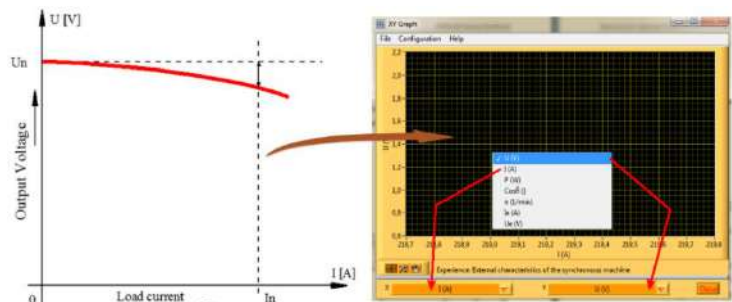 U [V]
Un
Output Voltage
I [A]
0
Load current
In
XY Graph
File Configuration Help
2,2
2,0
1,8
1,6
1,4
1,2
1,0
0,8
0,6
✓ U (V)
I (A)
P (W)
Cosfi ()
n (t/min)
Ie (A)
Ue (V)
I (A)
Experience: External characteristics of the synchronous machine
X I (A) Y U (V)